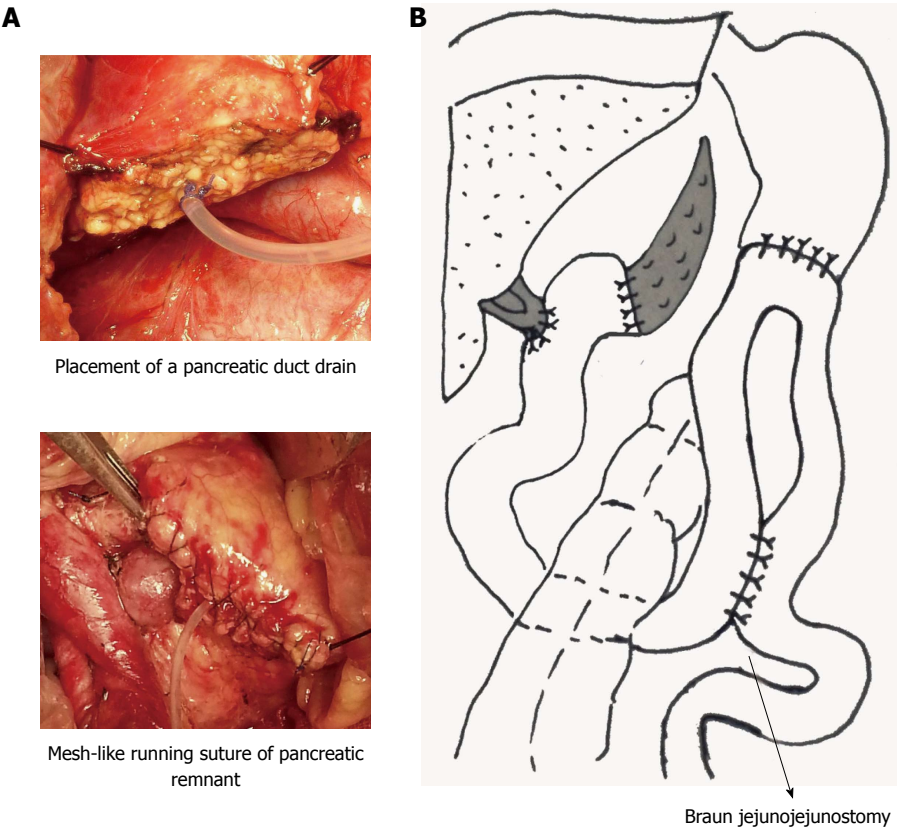 A
B
Placement of a pancreatic duct drain
Mesh-like running suture of pancreatic
remnant
Braun jejunojejunostomy